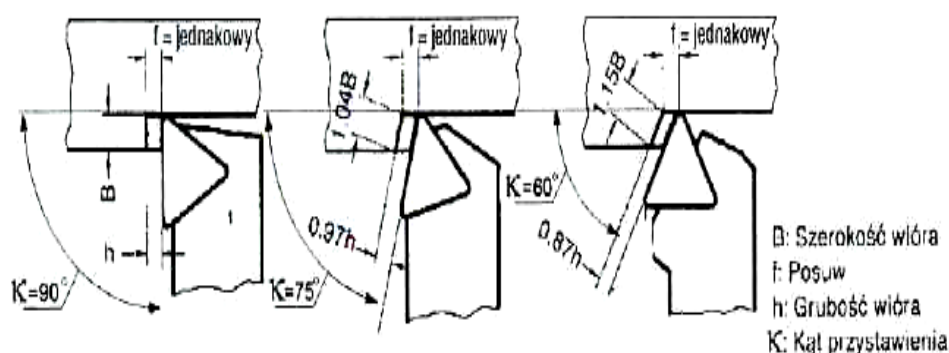 f = jednakowy
B
h
K=90°
1
f = jednakowy
1.04B
0.97h
K=75°
f = jednakowy
1.15B
K=60°
0.87h
B: Szerokość wióra
f: Posuw
h: Grubość wióra
K: Kąt przystawienia